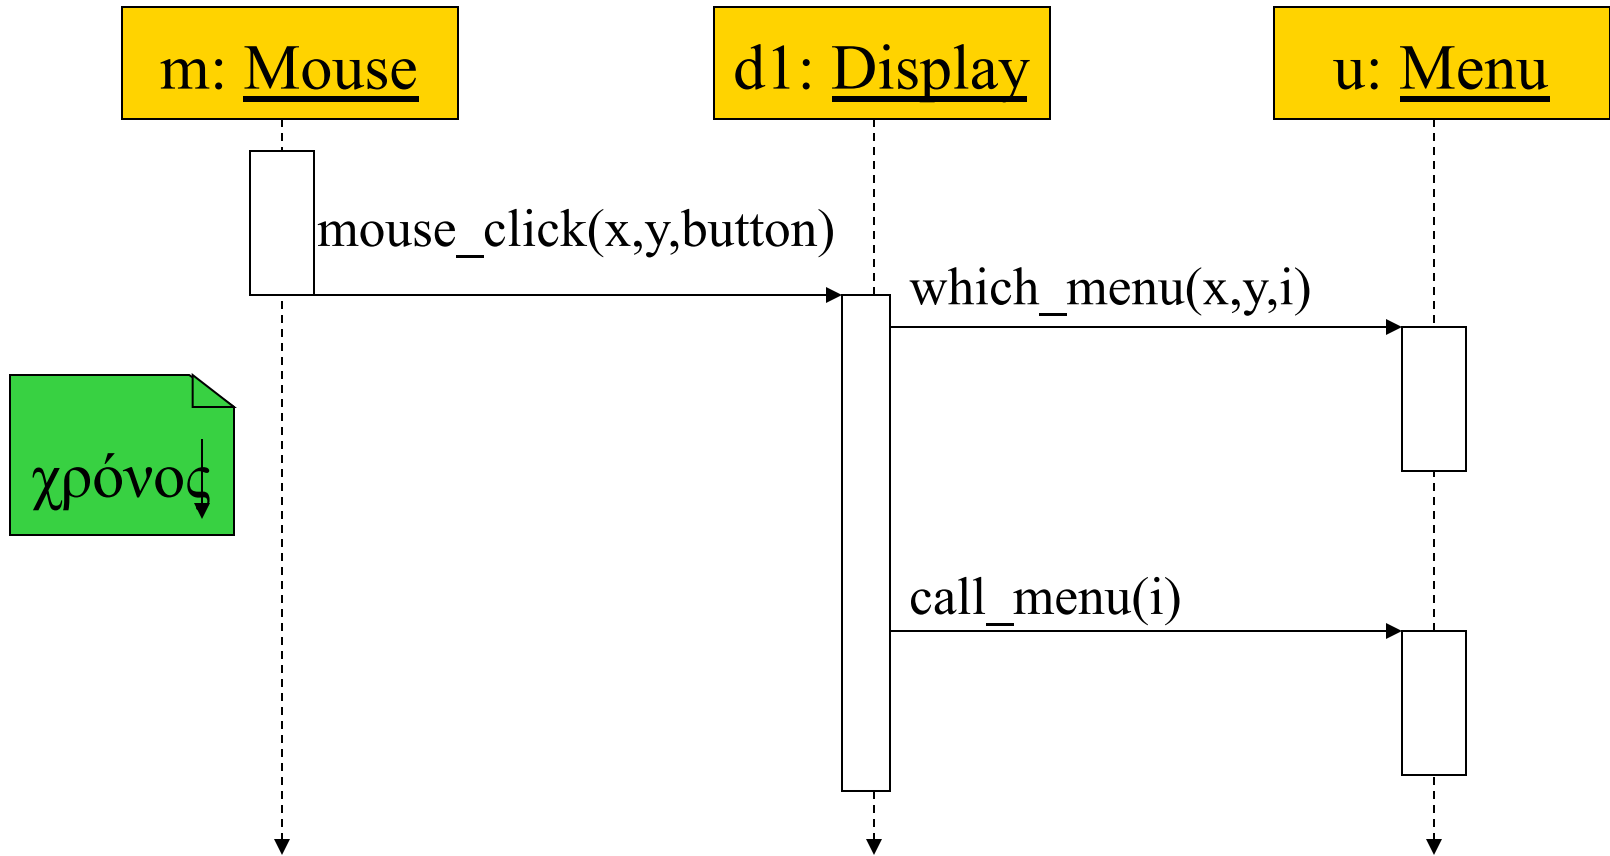 m: Mouse
d1: Display
u: Menu
mouse_click(x,y,button)
which_menu(x,y,i)
χρόνος
call_menu(i)